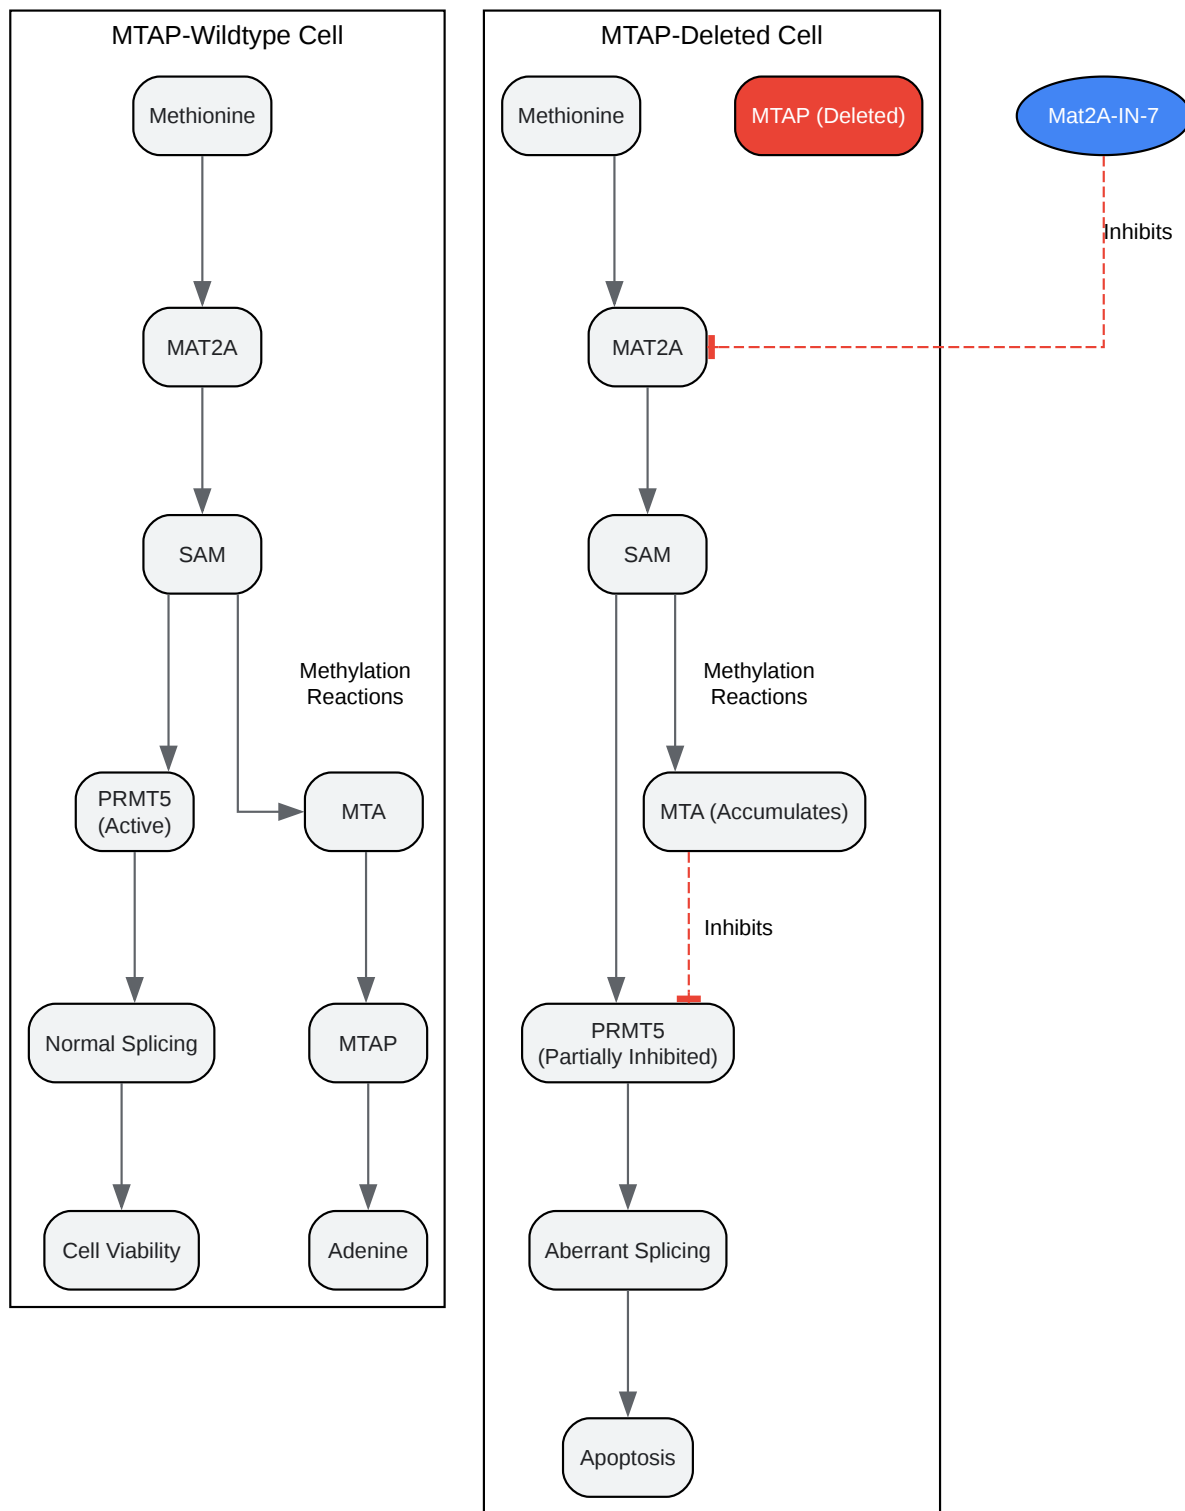 MTAP-Wildtype Cell
Methionine
MAT2A
SAM
Methylation
Reactions
PRMT5
(Active)
MTA
Normal Splicing
MTAP
Cell Viability
Adenine
MTAP-Deleted Cell
Methionine
MTAP (Deleted)
Mat2A-IN-7
Inhibits
MAT2A
SAM
Methylation
Reactions
MTA (Accumulates)
Inhibits
PRMT5
(Partially Inhibited)
Aberrant Splicing
Apoptosis